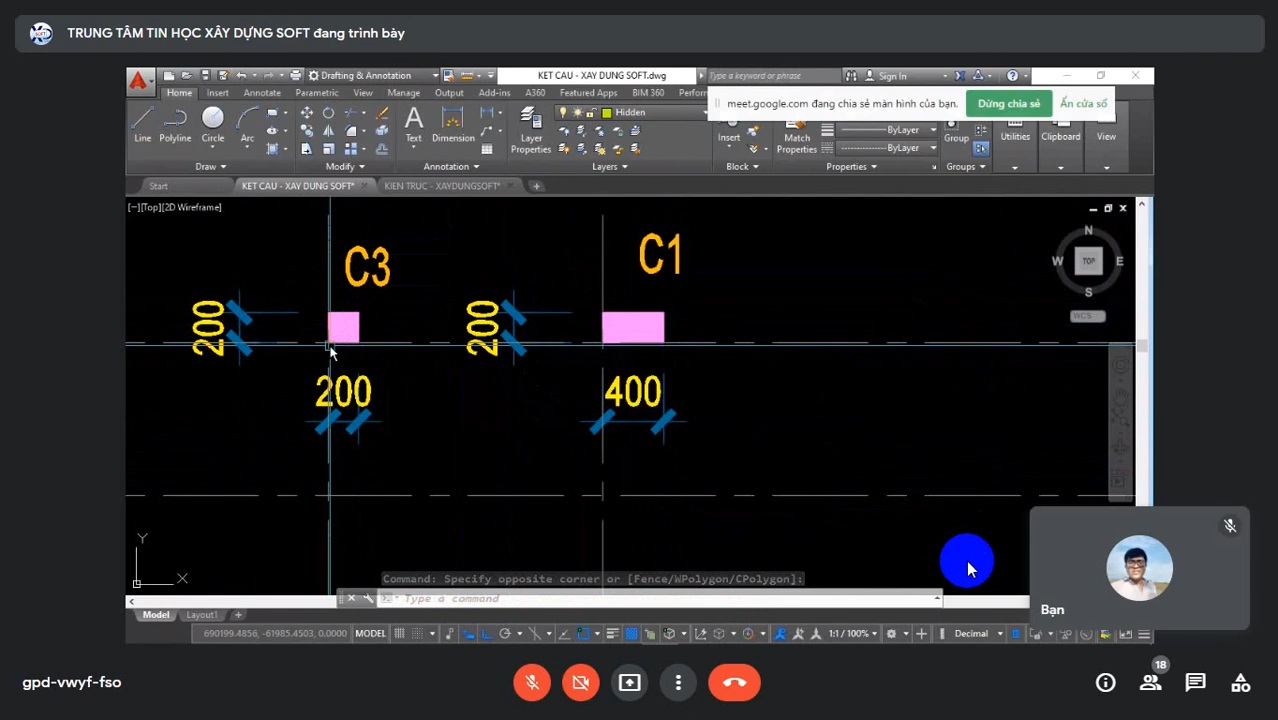 TRUNG TÂM TIN HỌC XÂY DỰNG SOFT đang trình bày
Drafting & Annotation
KET CAU - XAY DUNG SOFT.dwg
Type a keyword or phrase
Sign In
Home Insert Annotate Parametric View Manage Output Add-ins A360 Featured Apps BIM 360
meet.google.com đang chia sẻ màn hình của bạn.
Dừng chia sẻ
Ẩn cửa sổ
Hidden
Line Polyline Circle Arc
Text Dimension
Layer Properties
Insert
Match Properties
ByLayer
ByLayer
Group
Utilities
Clipboard
View
Draw Modify Annotation Layers Block Properties Groups
Start
KET CAU - XAY DUNG SOFT*
KIEN TRUC - XAYDUNGSOFT*
[−][Top][2D Wireframe]
N
W TOP E
S
WCS
C3
C1
200
200
200
400
Y
X
Command: Specify opposite corner or [Fence/WPolygon/CPolygon]:
Type a command
Model Layout1
690199.4856, -61985.4503, 0.0000 MODEL
1:1 / 100%
Decimal
Bạn
gpd-vwyf-fso
18